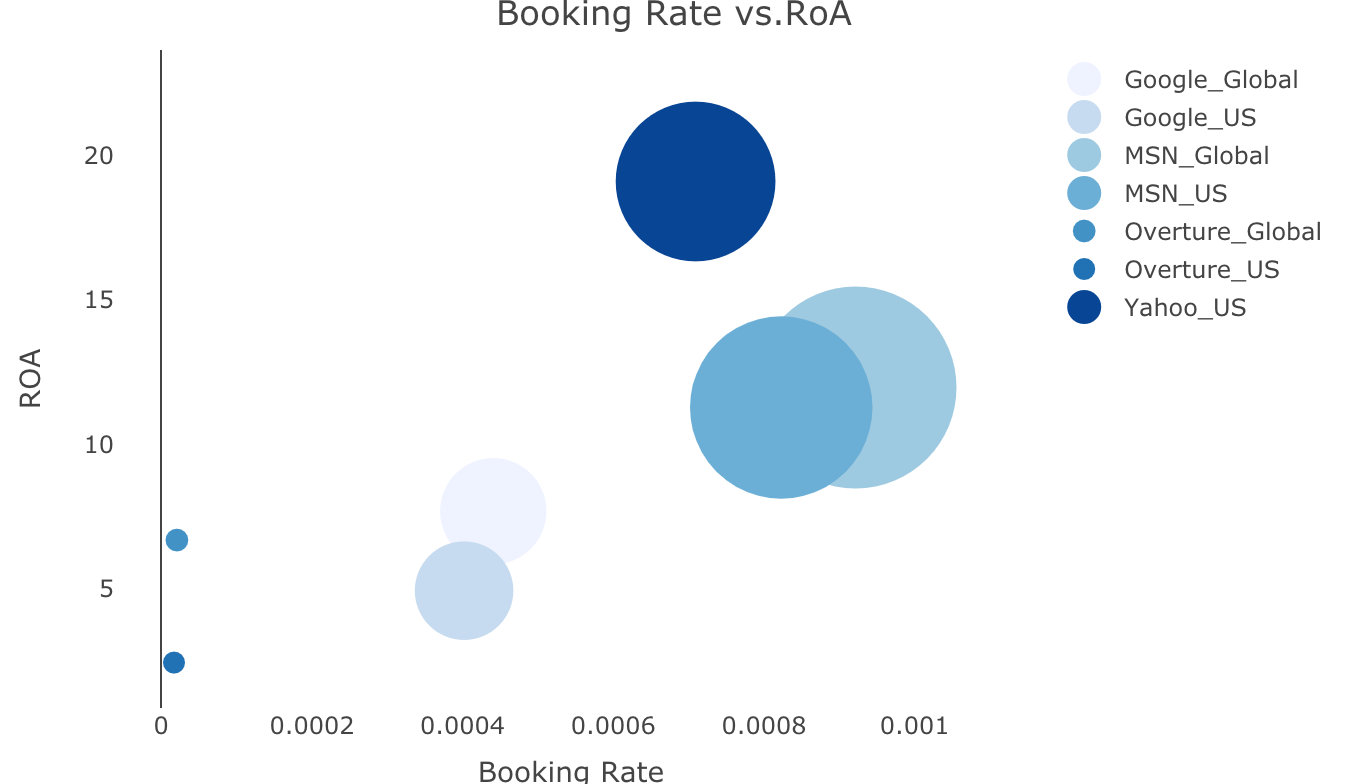 Booking Rate vs.RoA
Google_Global
Google_US
MSN_Global
MSN_US
Overture_Global
Overture_US
Yahoo_US
ROA
20
15
10
5
0
0.0002
0.0004
0.0006
0.0008
0.001
Booking Rate